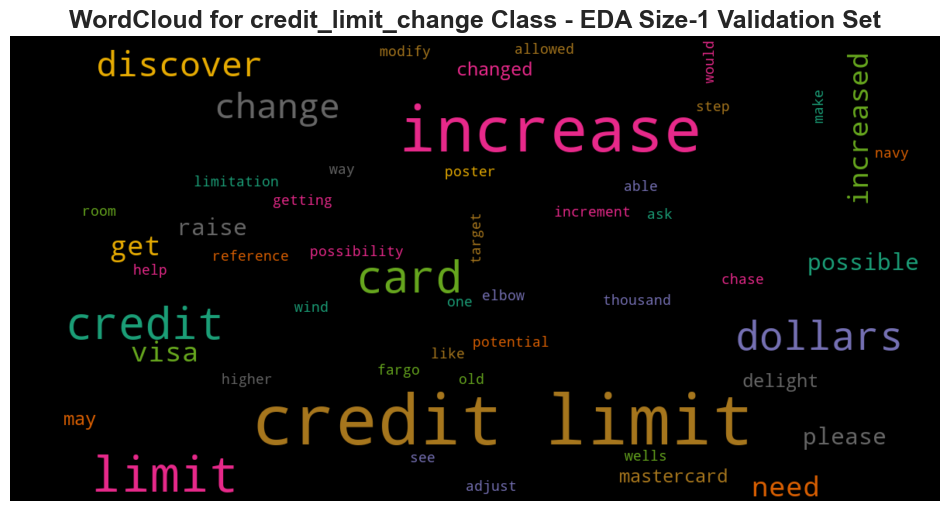 WordCloud for credit_limit_change Class - EDA Size-1 Validation Set
modify
allowed
would
discover
changed
increased
change
make
step
increase
navy
way
poster
limitation
able
getting
room
increment
ask
raise
target
get
possibility
reference
possible
help
card
chase
elbow
one
thousand
wind
credit
dollars
visa
potential
like
fargo
old
higher
delight
credit limit
may
please
see
wells
limit
mastercard
adjust
need